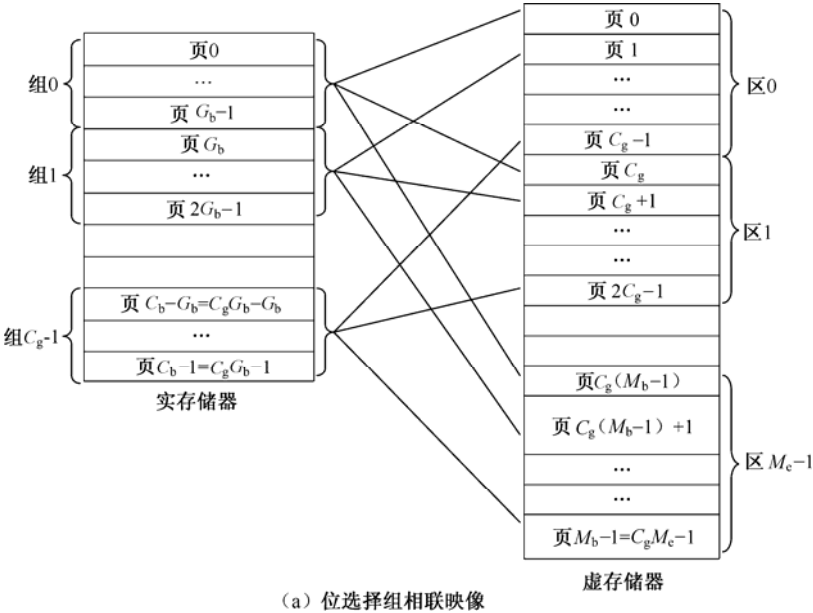 页0
…
页 Gb−1
组0
页 Gb
…
页 2Gb−1
组1
页 Cb−Gb=CgGb−Gb
…
页Cb−1=CgGb−1
组Cg-1
实存储器
页 0
页 1
…
…
页 Cg −1
区0
页 Cg
页 Cg +1
…
…
页 2Cg−1
区1
页Cg(Mb−1)
页 Cg(Mb−1) +1
…
…
页Mb−1=CgMe−1
区 Me−1
虚存储器
(a) 位选择组相联映像